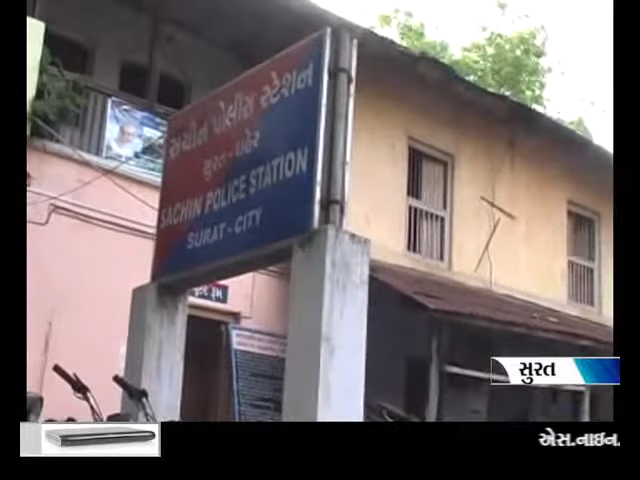 સચીન પોલીસ સ્ટેશન
સુરત - શહેર
SACHIN POLICE STATION
SURAT - CITY
સુરત
એસ.નાઇન.